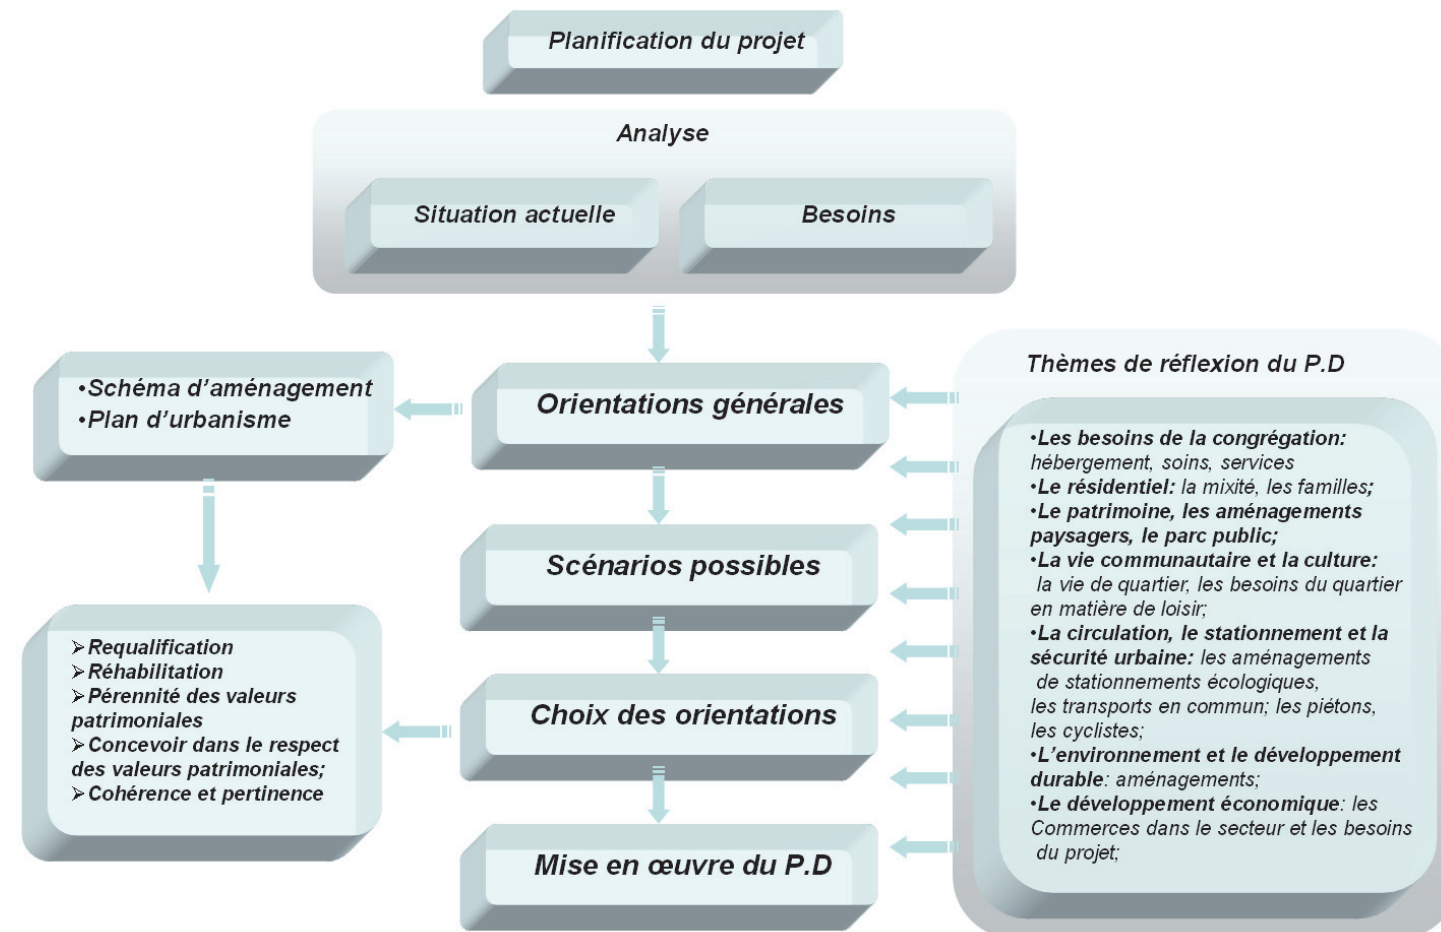 Planification du projet
Analyse
Situation actuelle
Besoins
•Schéma d’aménagement
•Plan d’urbanisme
Orientations générales
Scénarios possibles
Choix des orientations
Mise en œuvre du P.D
➢Requalification
➢Réhabilitation
➢Pérennité des valeurs
patrimoniales
➢Concevoir dans le respect
des valeurs patrimoniales;
➢Cohérence et pertinence
Thèmes de réflexion du P.D
•Les besoins de la congrégation:
hébergement, soins, services
•Le résidentiel: la mixité, les familles;
•Le patrimoine, les aménagements
paysagers, le parc public;
•La vie communautaire et la culture:
la vie de quartier, les besoins du quartier
en matière de loisir;
•La circulation, le stationnement et la
sécurité urbaine: les aménagements
de stationnements écologiques,
les transports en commun; les piétons,
les cyclistes;
•L’environnement et le développement
durable: aménagements;
•Le développement économique: les
Commerces dans le secteur et les besoins
du projet;